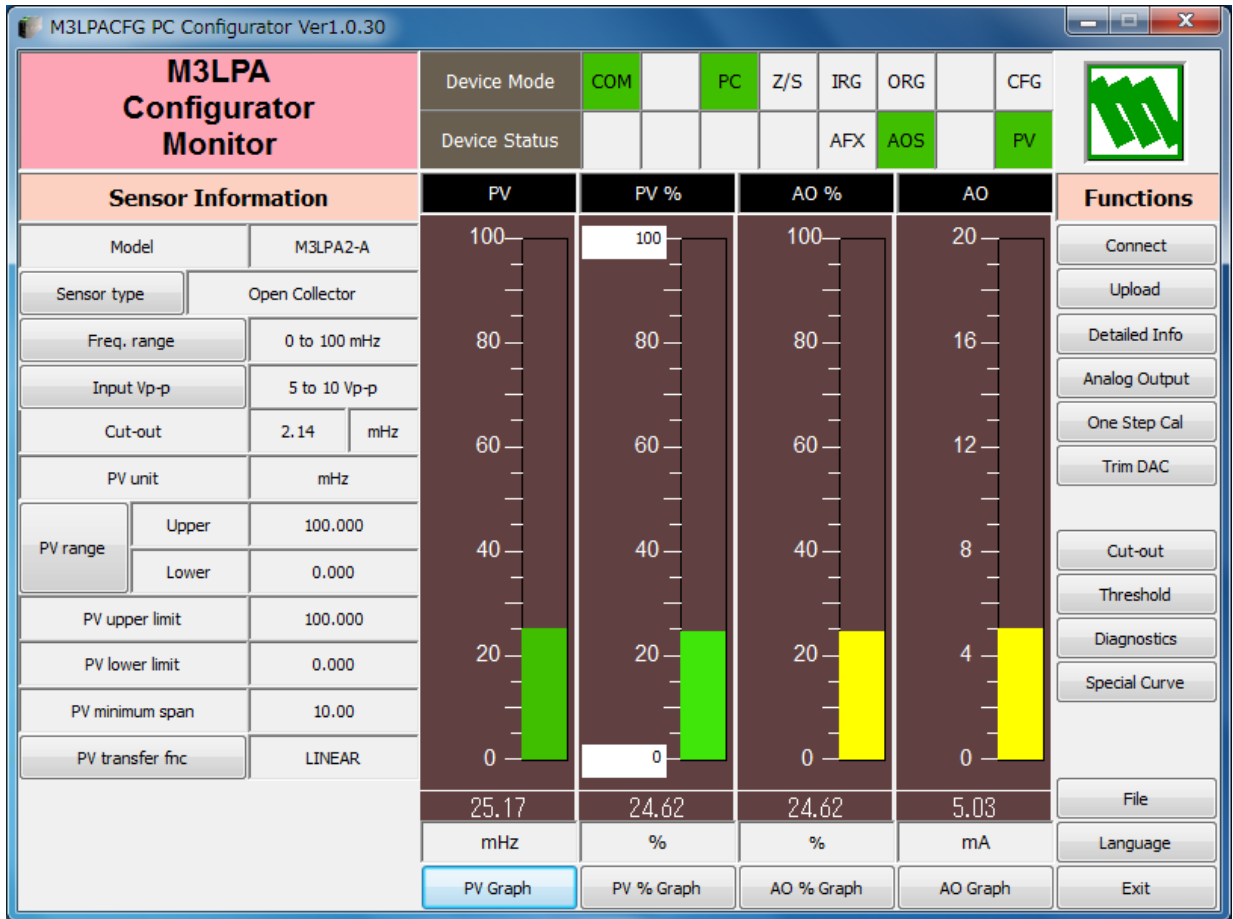 M3LPACFG PC Configurator Ver1.0.30
M3LPA
Configurator
Monitor
Device Mode COM PC Z/S IRG ORG CFG
Device Status AFX AOS PV
Sensor Information
Model M3LPA2-A
Sensor type Open Collector
Freq. range 0 to 100 mHz
Input Vp-p 5 to 10 Vp-p
Cut-out 2.14 mHz
PV unit mHz
PV range Upper 100.000
Lower 0.000
PV upper limit 100.000
PV lower limit 0.000
PV minimum span 10.00
PV transfer fnc LINEAR
PV PV % AO % AO
100 100 100 20
80 80 80 16
60 60 60 12
40 40 40 8
20 20 20 4
0 0 0 0
25.17 24.62 24.62 5.03
mHz % % mA
PV Graph PV % Graph AO % Graph AO Graph
Functions
Connect
Upload
Detailed Info
Analog Output
One Step Cal
Trim DAC
Cut-out
Threshold
Diagnostics
Special Curve
File
Language
Exit